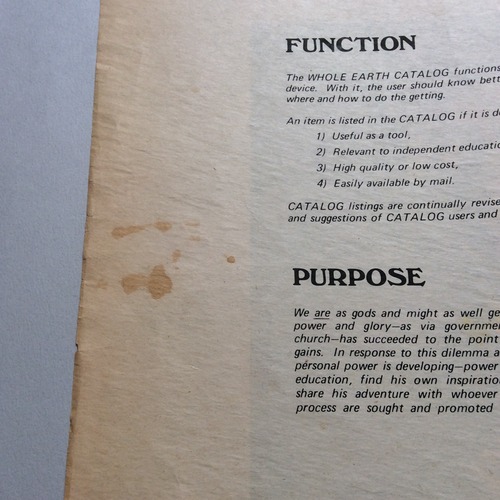 FUNCTION
The WHOLE EARTH CATALOG functions
device. With it, the user should know bett
where and how to do the getting.
An item is listed in the CATALOG if it is de
1) Useful as a tool,
2) Relevant to independent educatio
3) High quality or low cost,
4) Easily available by mail.
CATALOG listings are continually revise
and suggestions of CATALOG users and
PURPOSE
We are as gods and might as well ge
power and glory—as via governme
church—has succeeded to the point
gains. In response to this dilemma a
personal power is developing—power
education, find his own inspiration
share his adventure with whoever
process are sought and promoted